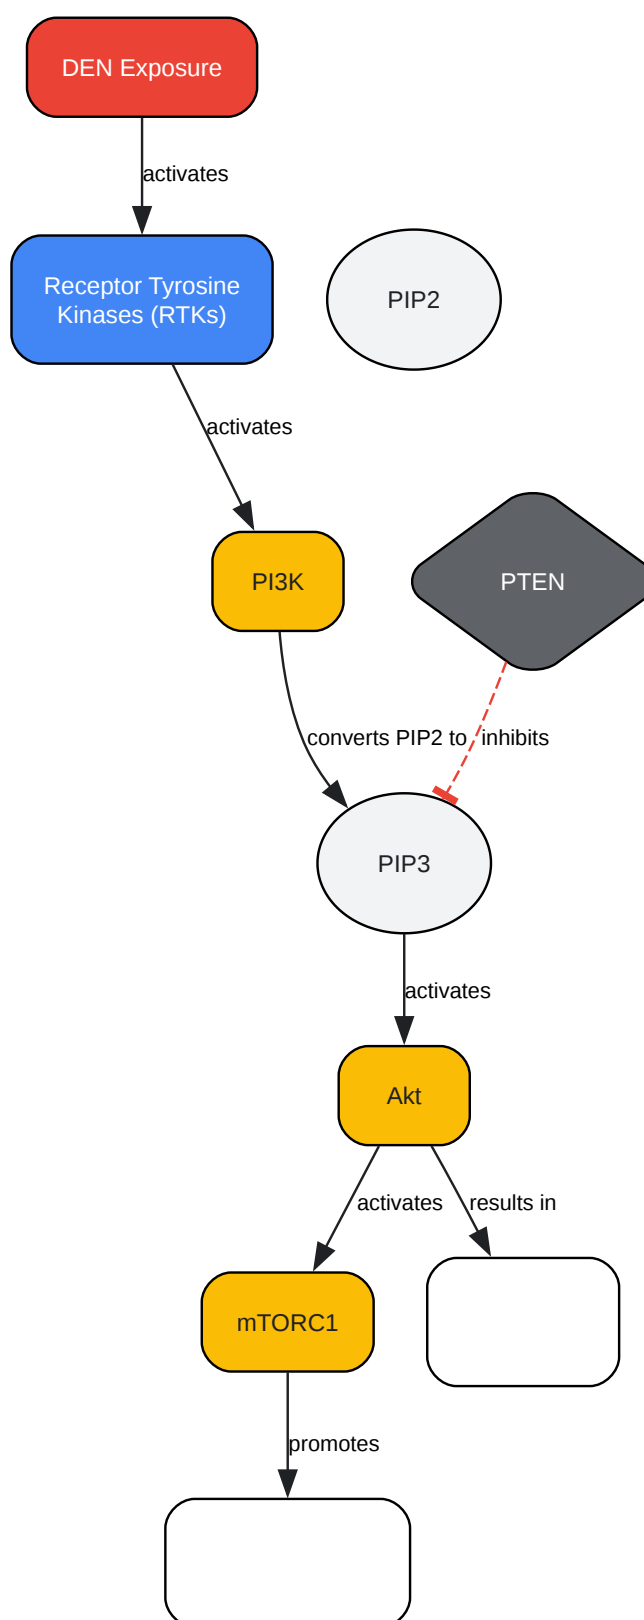 DEN Exposure
activates
Receptor Tyrosine
Kinases (RTKs)
PIP2
activates
PI3K
PTEN
converts PIP2 to
inhibits
PIP3
activates
Akt
activates
results in
mTORC1
promotes